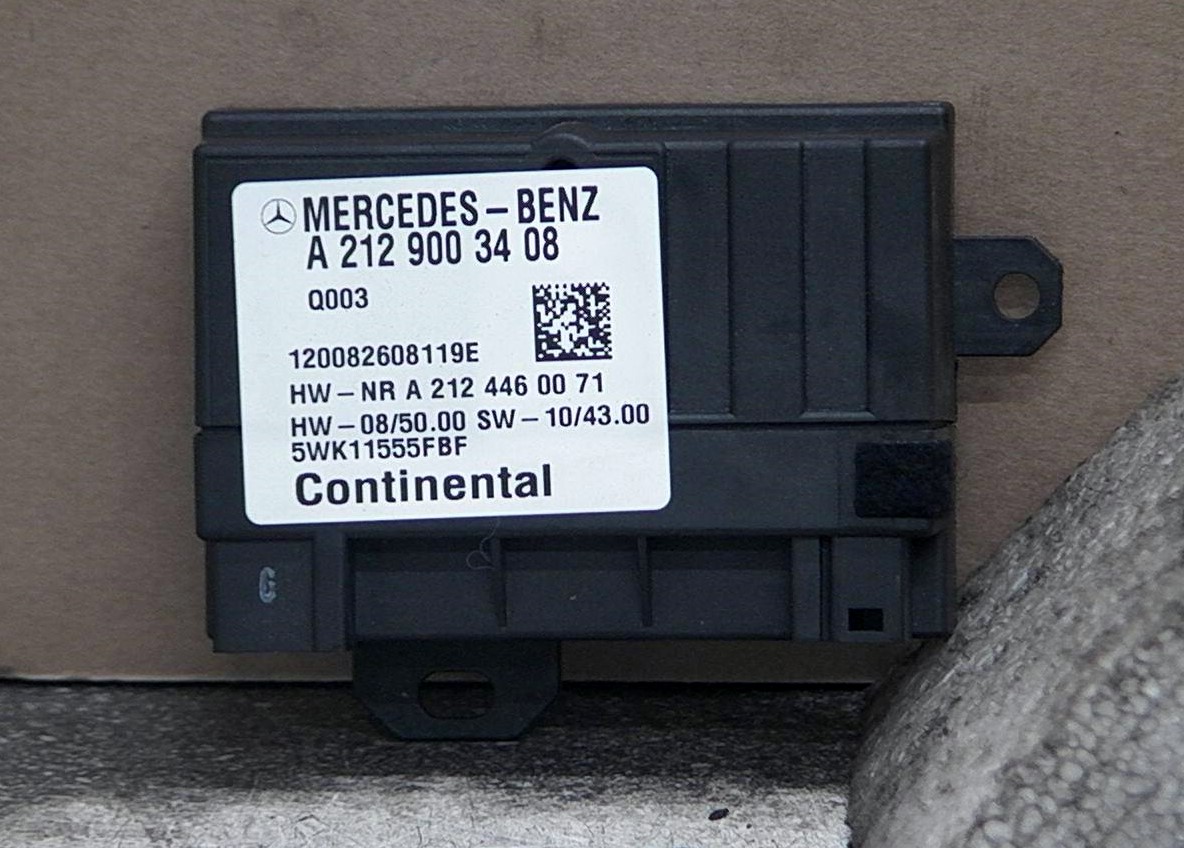 MERCEDES-BENZ
A 212 900 34 08
Q003
120082608119E
HW-NR A 212 446 00 71
HW-08/50.00 SW-10/43.00
5WK11555FBF
Continental
G